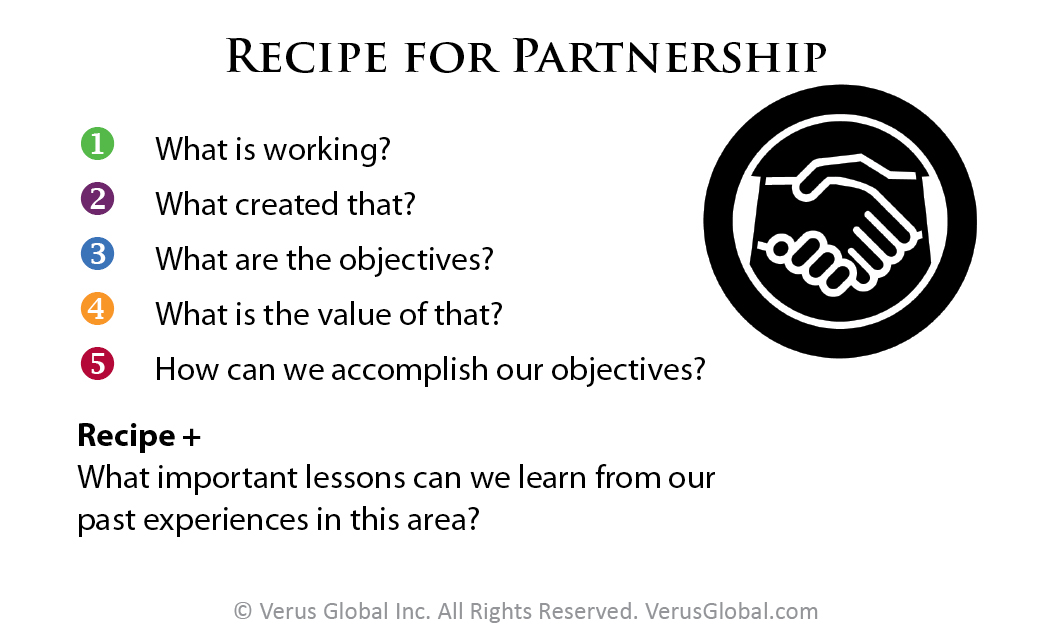 Recipe for Partnership
1 What is working?
2 What created that?
3 What are the objectives?
4 What is the value of that?
5 How can we accomplish our objectives?
Recipe +
What important lessons can we learn from our
past experiences in this area?
© Verus Global Inc. All Rights Reserved. VerusGlobal.com